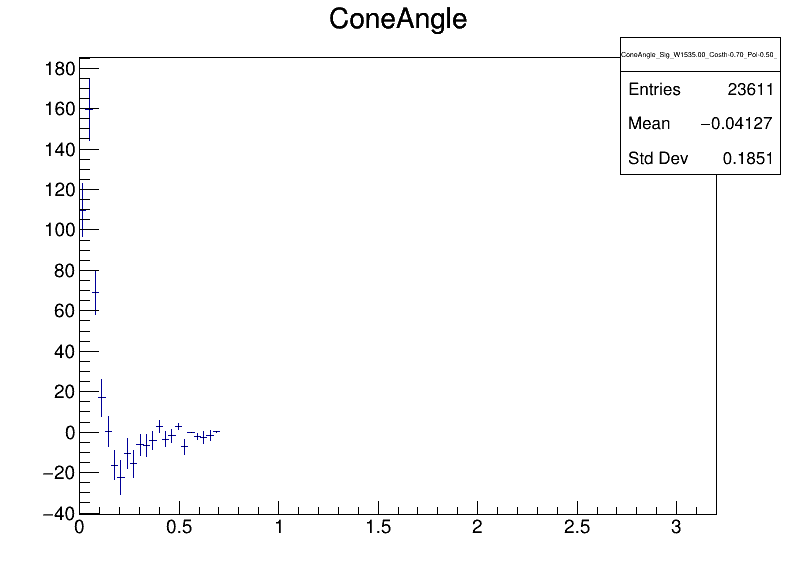 ConeAngle
ConeAngle_Sig_W1535.00_Costh-0.70_Pol-0.50_
Entries 23611
Mean −0.04127
Std Dev 0.1851
180
160
140
120
100
80
60
40
20
0
−20
−40
0 0.5 1 1.5 2 2.5 3